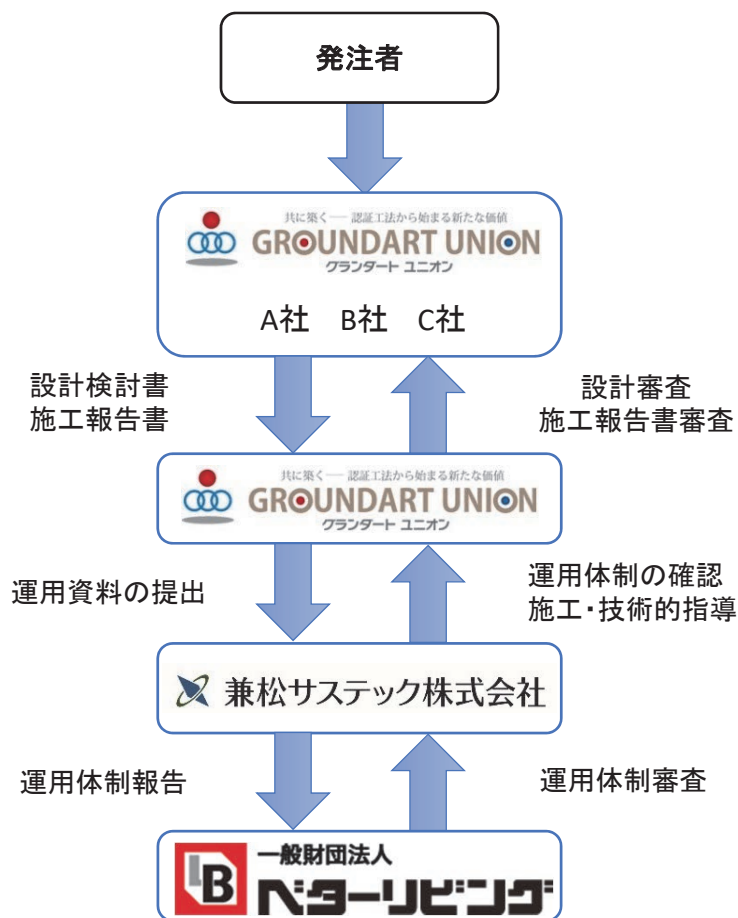 発注者
共に築く── 認証工法から始まる新たな価値
GROUNDART UNION
グランダート ユニオン
A社 B社 C社
設計検討書
施工報告書
設計審査
施工報告書審査
共に築く── 認証工法から始まる新たな価値
GROUNDART UNION
グランダート ユニオン
運用資料の提出
運用体制の確認
施工・技術的指導
兼松サステック株式会社
運用体制報告
運用体制審査
一般財団法人
ベターリビング